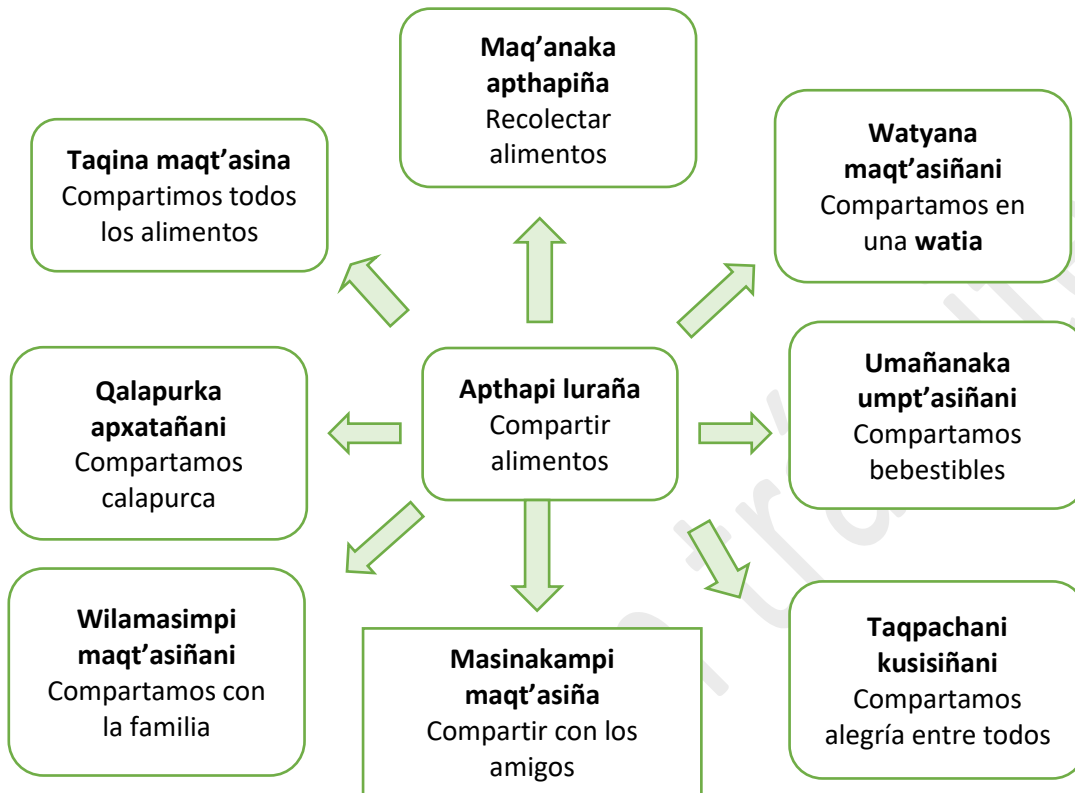 Maq’anaka
apthapiña
Recolectar
alimentos
Taqina maqt’asina
Compartimos todos
los alimentos
Watyana
maqt’asiñani
Compartamos en
una watia
Qalapurka
apxatañani
Compartamos
calapurca
Apthapi luraña
Compartir
alimentos
Umañanaka
umpt’asiñani
Compartamos
bebestibles
Wilamasimpi
maqt’asiñani
Compartamos con
la familia
Masinakampi
maqt’asiña
Compartir con los
amigos
Taqpachani
kusisiñani
Compartamos
alegría entre todos